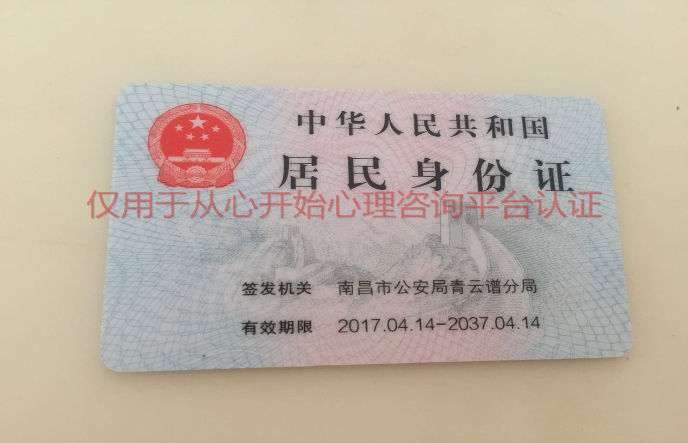 中华人民共和国
居民身份证
仅用于从心开始心理咨询平台认证
签发机关 南昌市公安局青云谱分局
有效期限 2017.04.14-2037.04.14